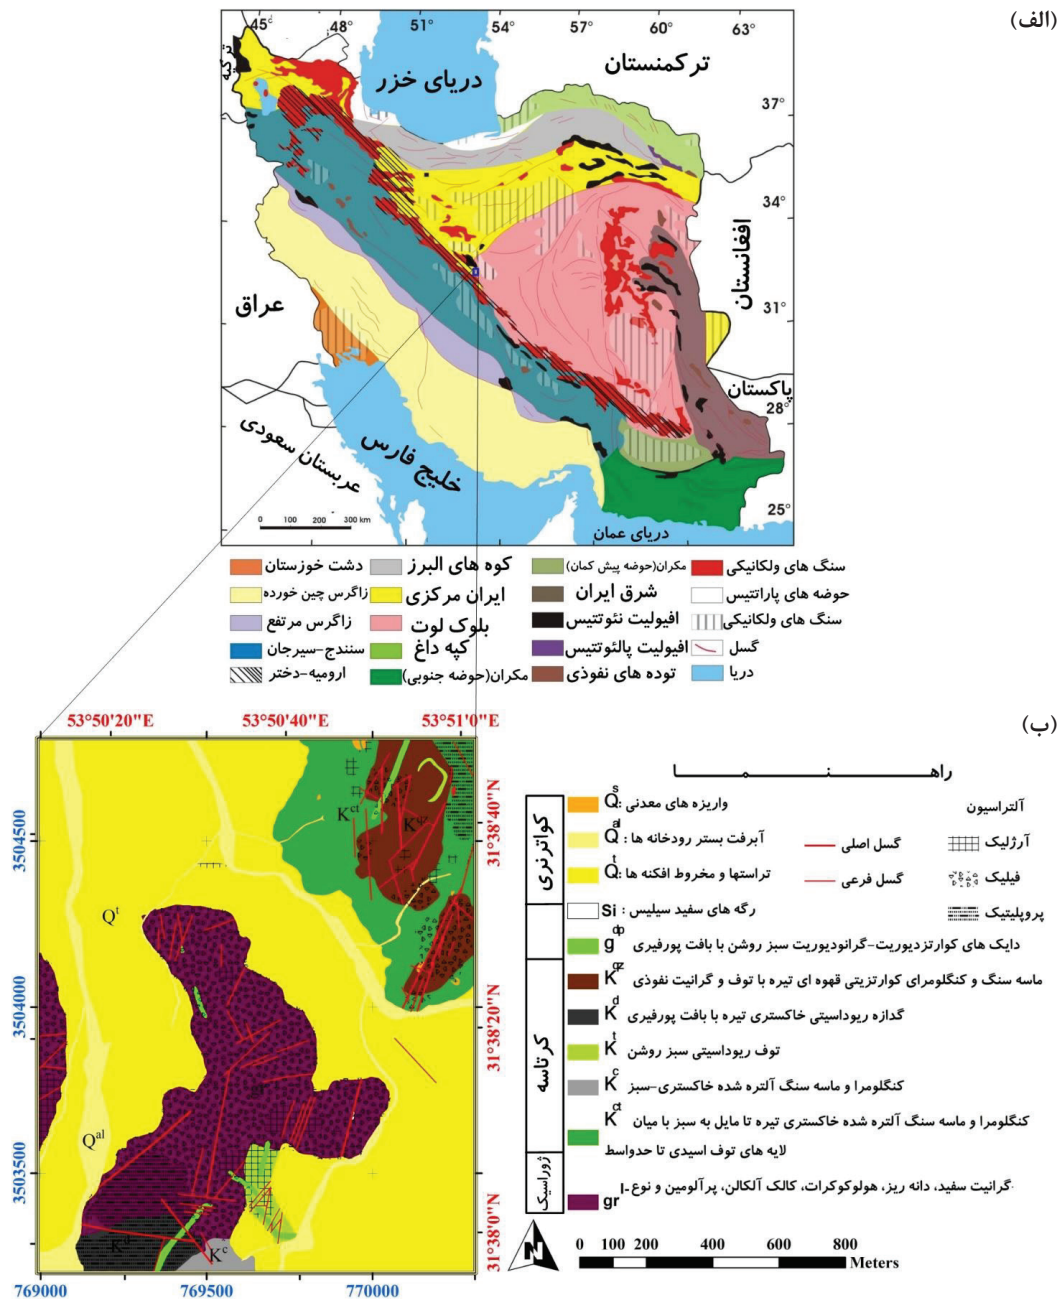 (الف)
45° 48° 51° 54° 57° 60° 63°
ترکیه
دریای خزر
ترکمنستان
37°
34°
افغانستان
31°
عراق
پاکستان
28°
عربستان سعودی
خلیج فارس
25°
دریای عمان
0 100 200 300 km
دشت خوزستان
زاگرس چین خورده
زاگرس مرتفع
سنندج-سیرجان
ارومیه-دختر
کوه های البرز
ایران مرکزی
بلوک لوت
کپه داغ
مکران(حوضه جنوبی)
مکران(حوضه پیش کمان)
شرق ایران
افیولیت نئوتتیس
افیولیت پالئوتتیس
توده های نفوذی
سنگ های ولکانیکی
حوضه های پاراتتیس
سنگ های ولکانیکی
گسل
دریا
(ب)
53°50'20"E 53°50'40"E 53°51'0"E
31°38'40"N
31°38'20"N
31°38'0"N
3504500
3504000
3503500
769000 769500 770000
K^ct
K^qz
Q^t
gr
Q^al
K^d
K^c
راهنما
کواترنری
کرتاسه
ژوراسیک
Q^s: واریزه های معدنی
Q^al: آبرفت بستر رودخانه ها
Q^t: تراستها و مخروط افکنه ها
Si: رگه های سفید سیلیس
g^dp دایک های کوارتزدیوریت-گرانودیوریت سبز روشن با بافت پورفیری
K^qz ماسه سنگ و کنگلومرای کوارتزیتی قهوه ای تیره با توف و گرانیت نفوذی
K^d گدازه ریوداسیتی خاکستری تیره با بافت پورفیری
K^t توف ریوداسیتی سبز روشن
K^c کنگلومرا و ماسه سنگ آلتره شده خاکستری-سبز
K^ct کنگلومرا و ماسه سنگ آلتره شده خاکستری تیره تا مایل به سبز با میان
لایه های توف اسیدی تا حدواسط
gr گرانیت سفید، دانه ریز، هولوکوکرات، کالک آلکالن، پرآلومین و نوع I-
گسل اصلی
گسل فرعی
آلتراسیون
آرژلیک
فیلیک
پروپلیتیک
N
0 100 200 400 600 800
Meters